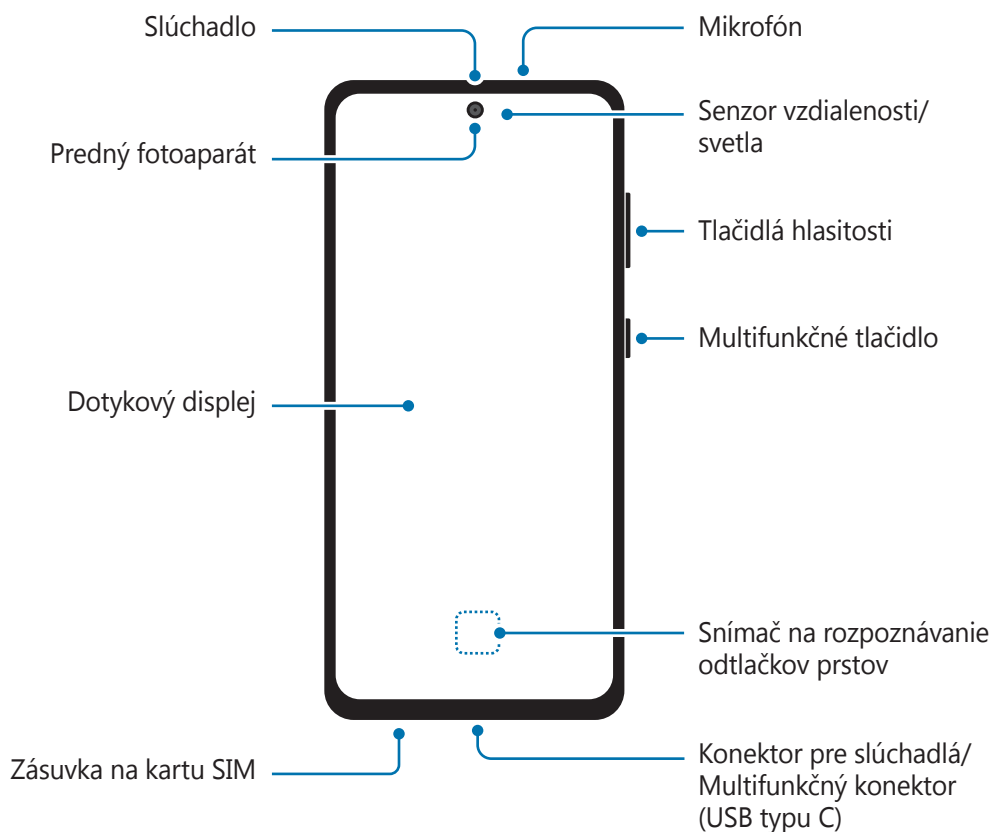 Slúchadlo
Predný fotoaparát
Dotykový displej
Zásuvka na kartu SIM
Mikrofón
Senzor vzdialenosti/
svetla
Tlačidlá hlasitosti
Multifunkčné tlačidlo
Snímač na rozpoznávanie
odtlačkov prstov
Konektor pre slúchadlá/
Multifunkčný konektor
(USB typu C)